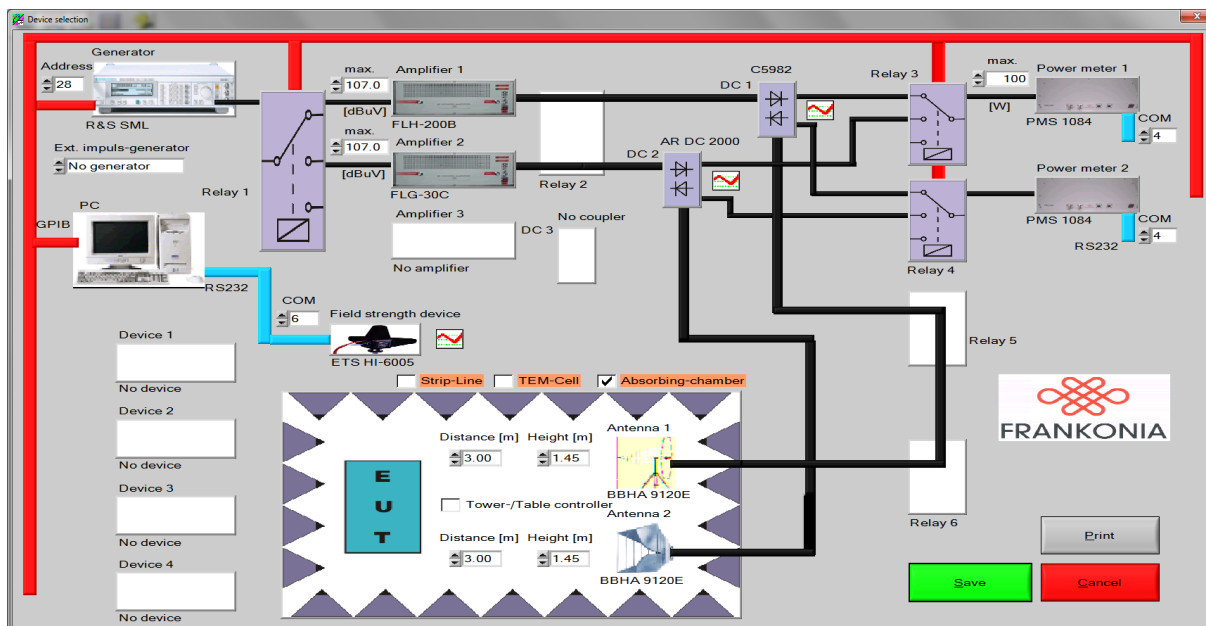 Device selection
Generator
Address
28
R&S SML
Ext. impuls-generator
No generator
PC
GPIB
RS232
Relay 1
max.
107.0
[dBuV]
Amplifier 1
FLH-200B
max.
107.0
[dBuV]
Amplifier 2
FLG-30C
Amplifier 3
No amplifier
Relay 2
No coupler
DC 3
C5982
DC 1
AR DC 2000
DC 2
Relay 3
Relay 4
max.
100
[W]
Power meter 1
PMS 1084
COM
4
Power meter 2
PMS 1084
COM
4
RS232
COM
6
Field strength device
ETS HI-6005
Relay 5
Relay 6
Device 1
No device
Device 2
No device
Device 3
No device
Device 4
No device
Strip-Line
TEM-Cell
Absorbing-chamber
EUT
Distance [m]
3.00
Height [m]
1.45
Antenna 1
BBHA 9120E
Tower-/Table controller
Distance [m]
3.00
Height [m]
1.45
Antenna 2
BBHA 9120E
FRANKONIA
Print
Save
Cancel